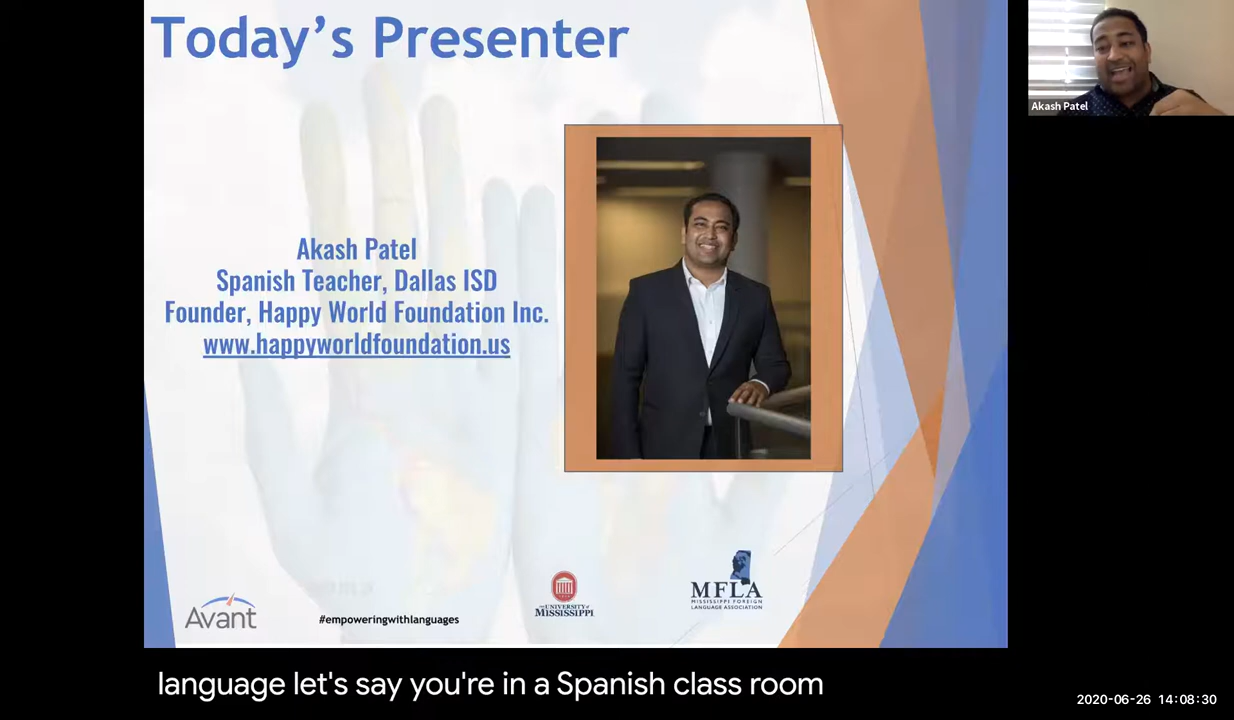 Today's Presenter
Akash Patel
Akash Patel
Spanish Teacher, Dallas ISD
Founder, Happy World Foundation Inc.
www.happyworldfoundation.us
Avant
#empoweringwithlanguages
THE UNIVERSITY of
MISSISSIPPI
MFLA
MISSISSIPPI FOREIGN
LANGUAGE ASSOCIATION
language let's say you're in a Spanish class room
2020-06-26 14:08:30